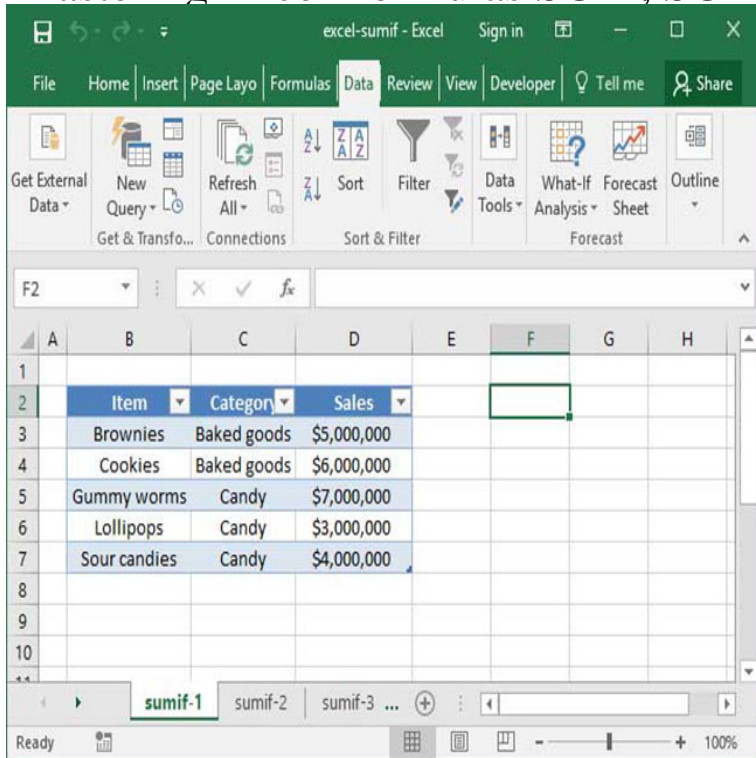 excel-sumif - Excel Sign in
File Home Insert Page Layo Formulas Data Review View Developer Tell me Share
Get External Data New Query Refresh All Sort Filter Data Tools What-If Analysis Forecast Sheet Outline
Get & Transfo... Connections Sort & Filter Forecast
F2 fx
A B C D E F G H
1
2 Item Category Sales
3 Brownies Baked goods $5,000,000
4 Cookies Baked goods $6,000,000
5 Gummy worms Candy $7,000,000
6 Lollipops Candy $3,000,000
7 Sour candies Candy $4,000,000
8
9
10
sumif-1 sumif-2 sumif-3 ...
Ready 100%